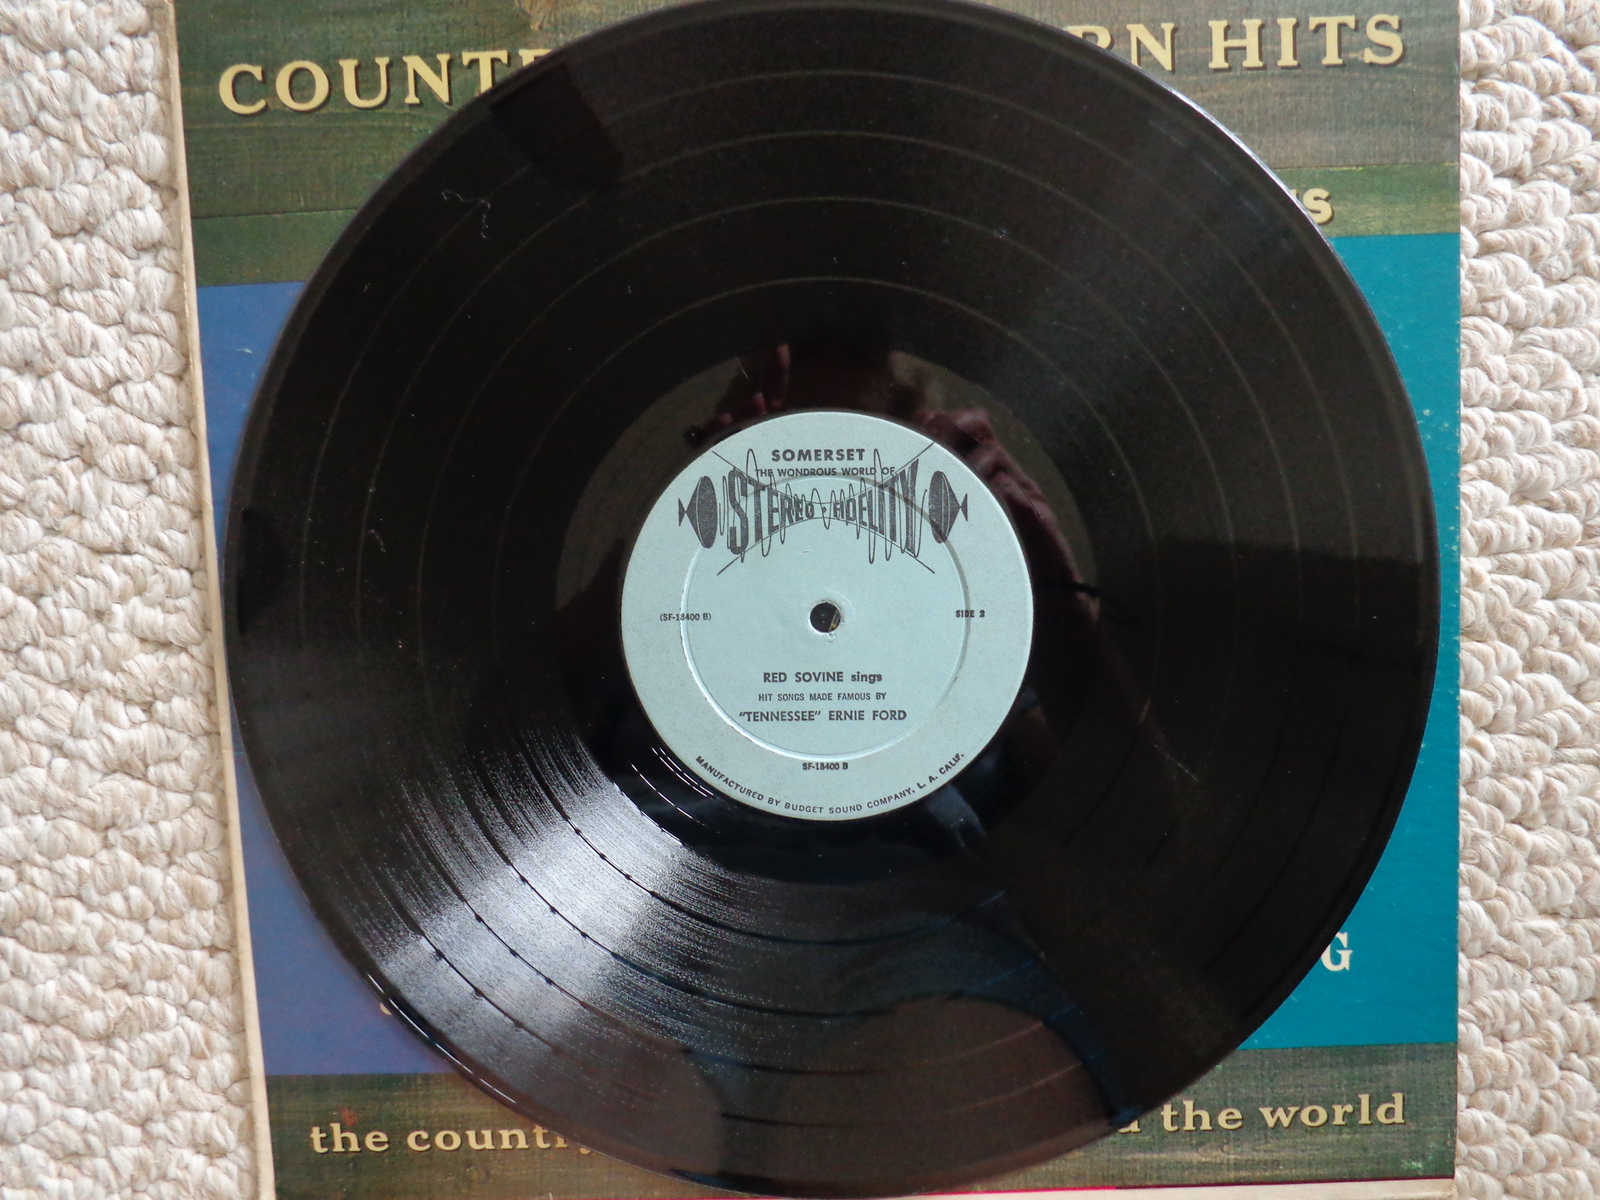 COUNT RN HITS
S
SOMERSET
THE WONDROUS WORLD OF
STEREO-FIDELITY
(SF-18400 B) SIDE 2
RED SOVINE sings
HIT SONGS MADE FAMOUS BY
"TENNESSEE" ERNIE FORD
SF-18400 B
MANUFACTURED BY BUDGET SOUND COMPANY, L. A. CALIF.
G
the country the world